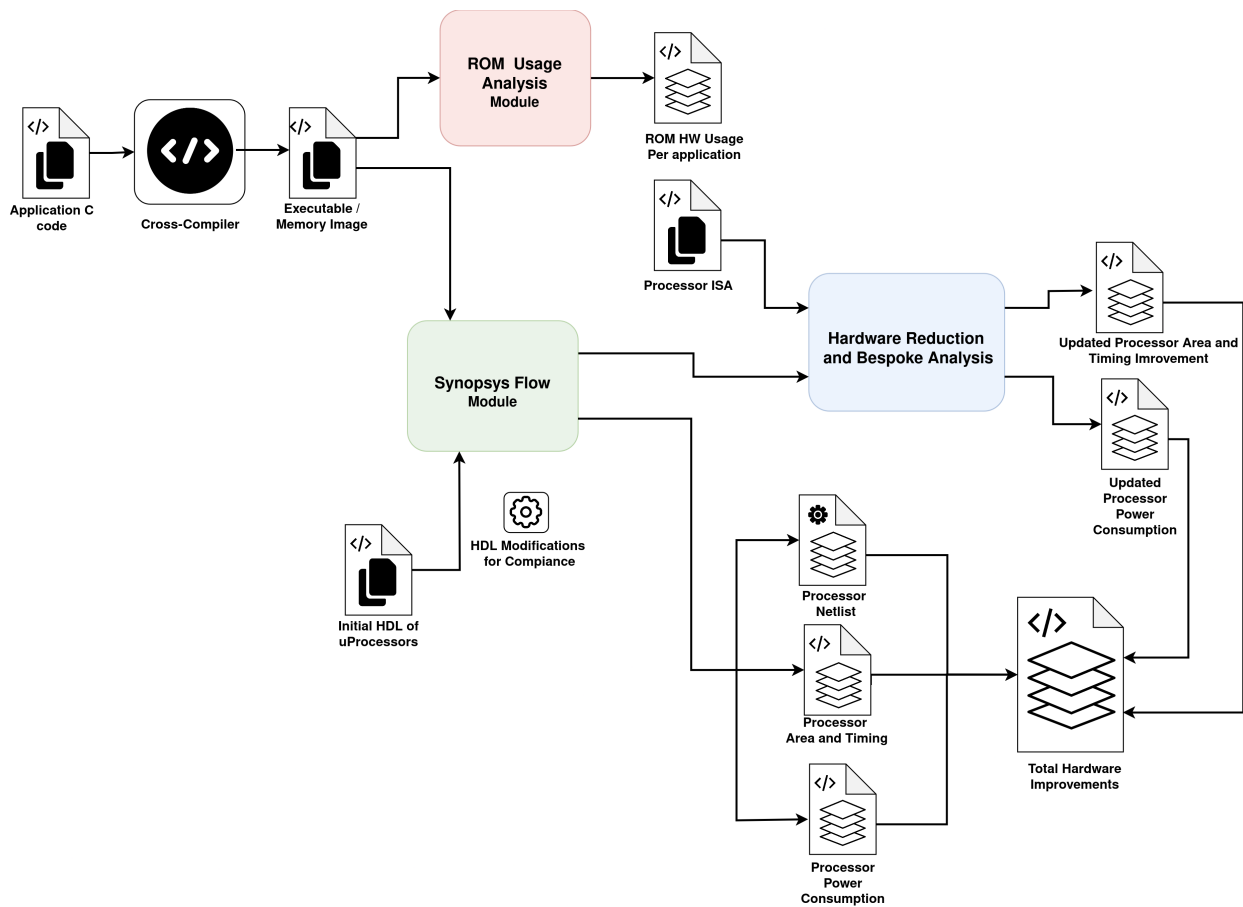 ROM Usage
Analysis
Module
</>
ROM HW Usage
Per application
</>
Application C
code
</>
Cross-Compiler
</>
Executable /
Memory Image
</>
Processor ISA
Hardware Reduction
and Bespoke Analysis
</>
Updated Processor Area and
Timing Imrovement
</>
Updated
Processor
Power
Consumption
Synopsys Flow
Module
HDL Modifications
for Compiance
</>
Initial HDL of
uProcessors
Processor
Netlist
</>
Processor
Area and Timing
</>
Processor
Power
Consumption
</>
Total Hardware
Improvements